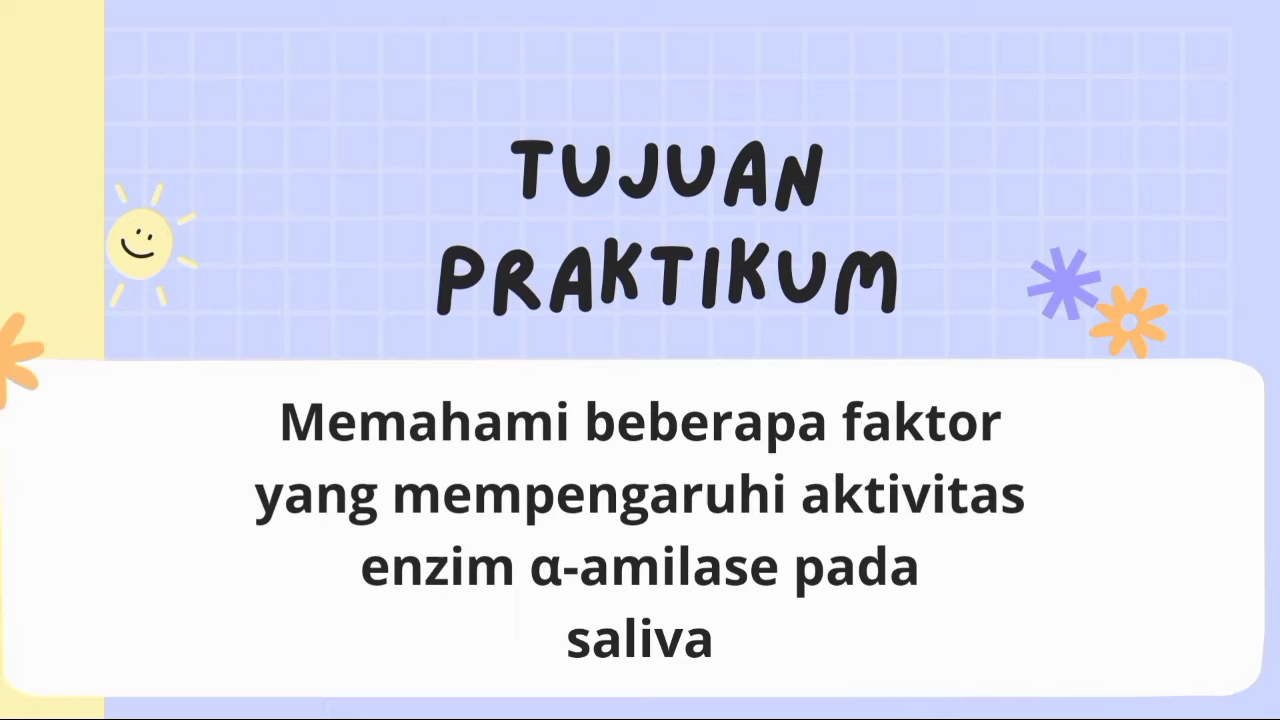 TUJUAN
PRAKTIKUM
Memahami beberapa faktor
yang mempengaruhi aktivitas
enzim α-amilase pada
saliva